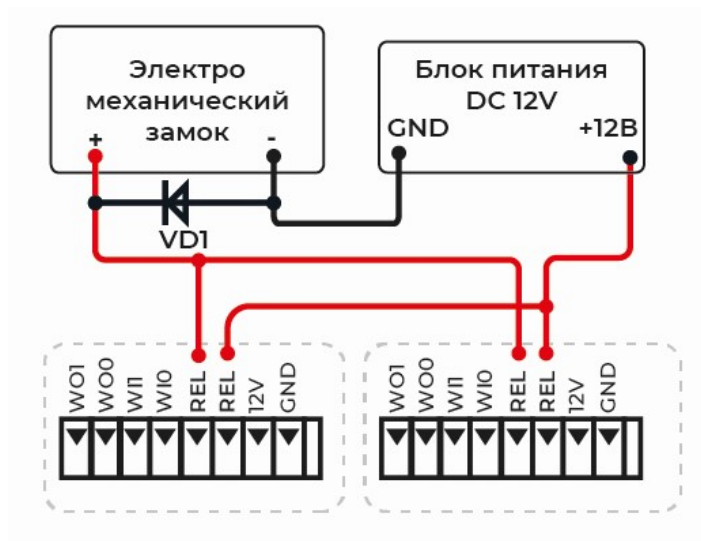 Электро
механический
замок
+
-
Блок питания
DC 12V
GND
+12В
VD1
WO1
WO0
WI1
WI0
REL
REL
12V
GND
WO1
WO0
WI1
WI0
REL
REL
12V
GND